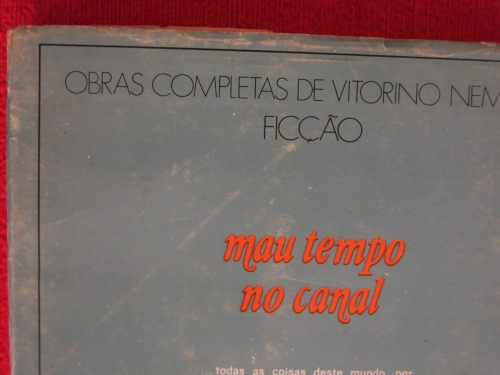 OBRAS COMPLETAS DE VITORINO NEM
FICÇÃO
mau tempo
no canal
...todas as coisas deste mundo, por